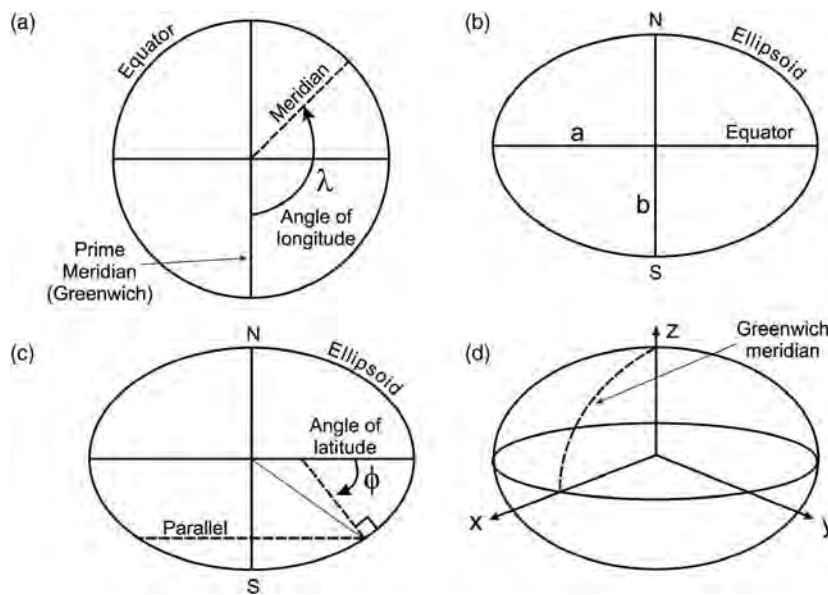 (a)
Equator
Meridian
λ
Angle of
longitude
Prime
Meridian
(Greenwich)
(b)
N
Ellipsoid
a
Equator
b
S
(c)
N
Ellipsoid
Angle of
latitude
ϕ
Parallel
S
(d)
z
Greenwich
meridian
x
y